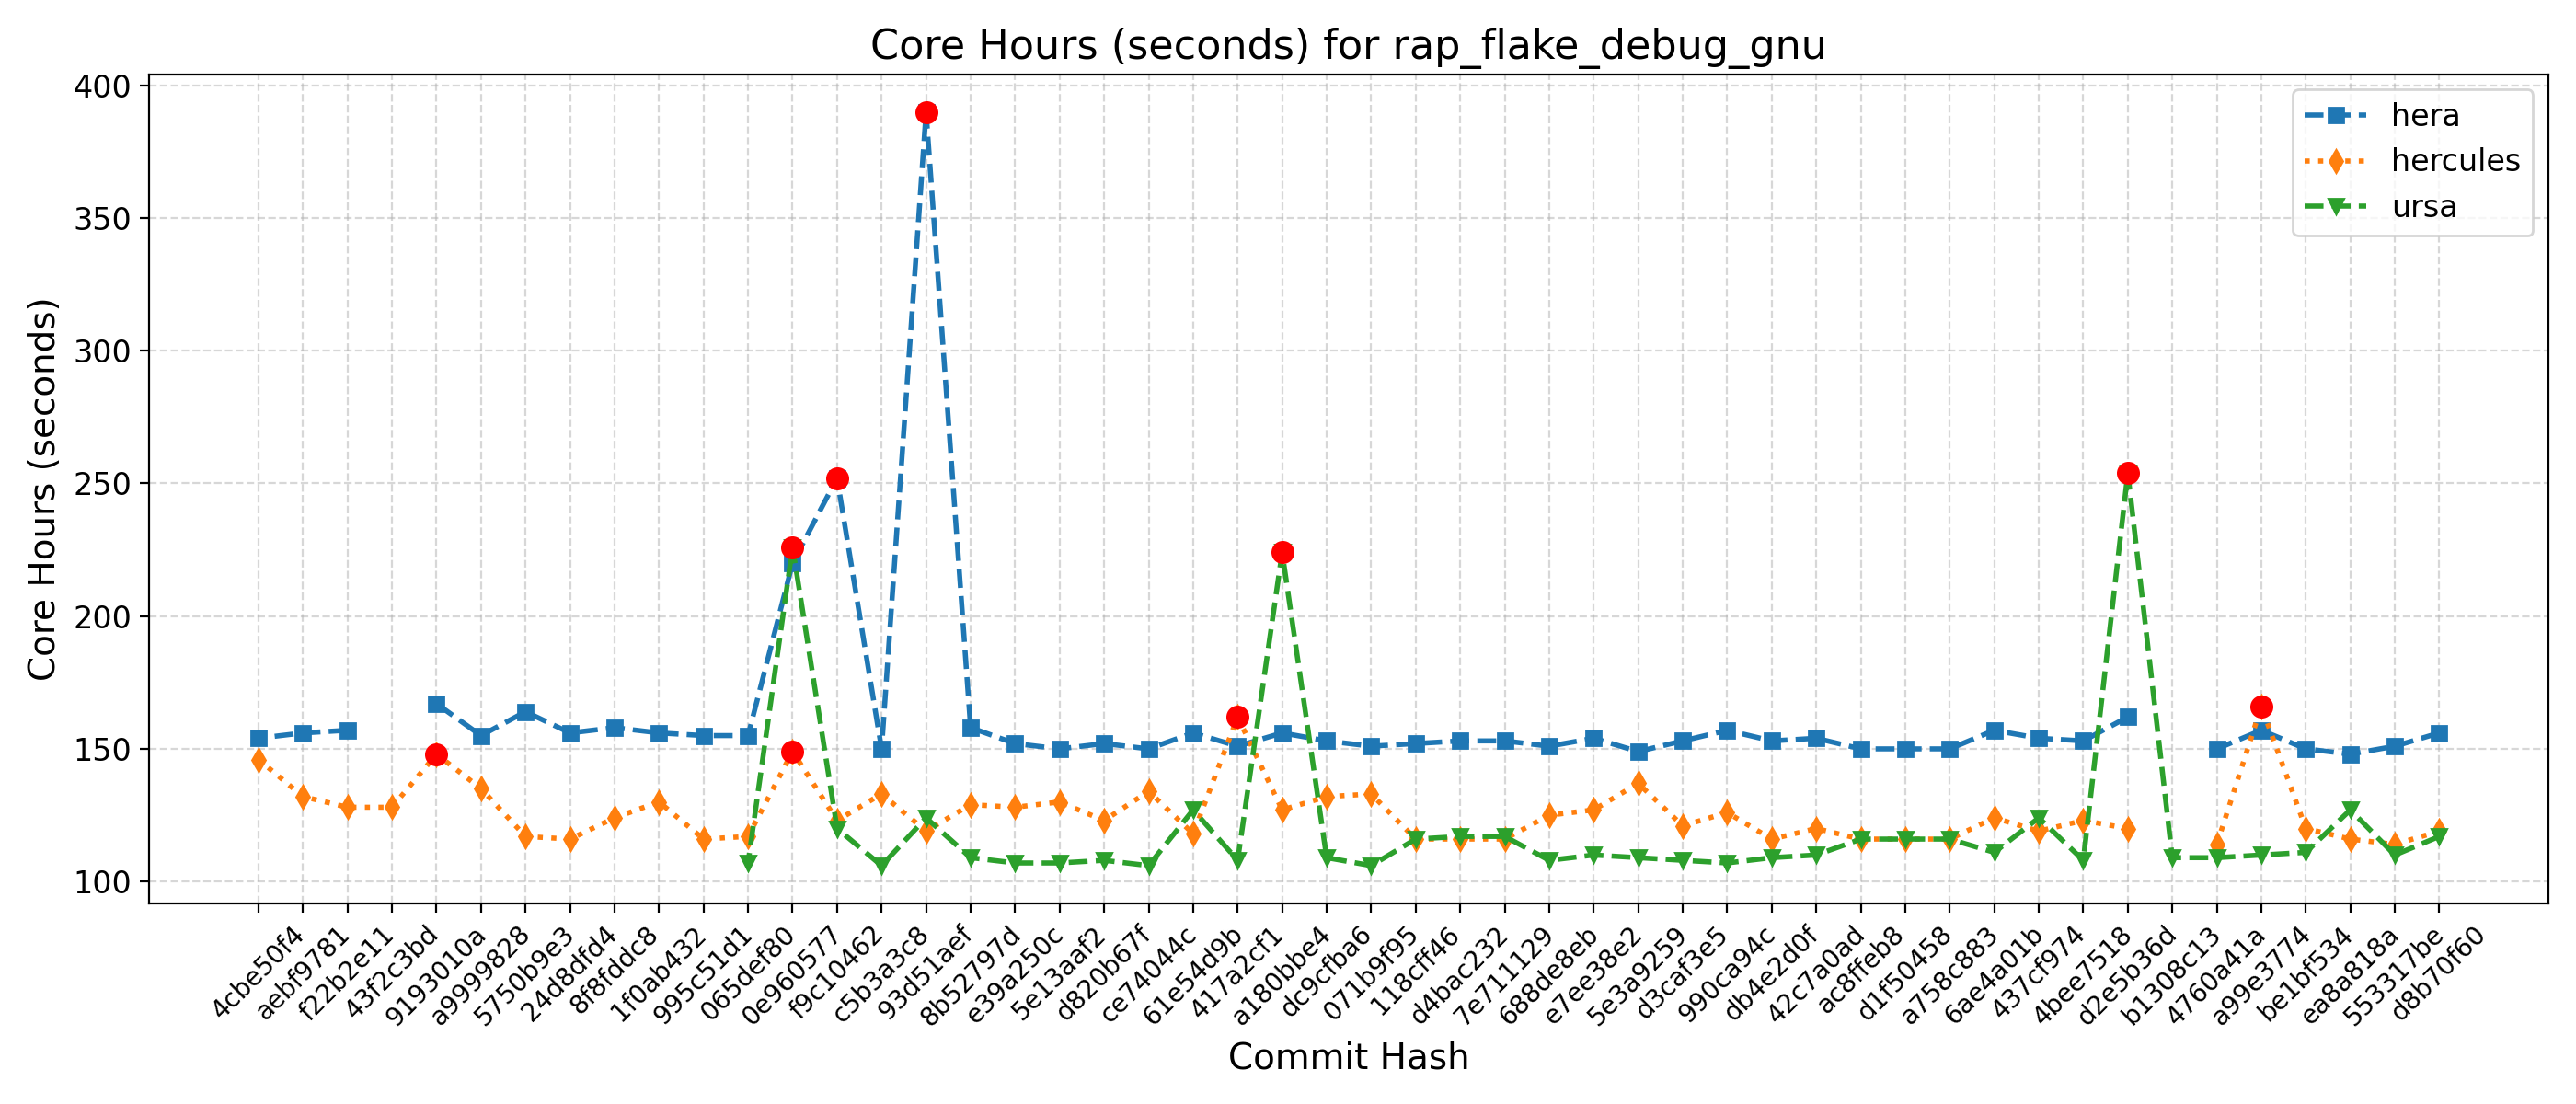 Core Hours (seconds) for rap_flake_debug_gnu
hera
hercules
ursa
Core Hours (seconds)
400
350
300
250
200
150
100
4cbe50f4
aebf9781
f22b2e11
43f2c3bd
9193010a
a9999828
5750b9e3
24d8dfd4
8f8fddc8
1f0ab432
995c51d1
065def80
0e960577
f9c10462
c5b3a3c8
93d51aef
8b52797d
e39a250c
5e13aaf2
d820b67f
ce74044c
61e54d9b
417a2cf1
a180bbe4
dc9cfba6
071b9f95
118cff46
d4bac232
7e711129
688de8eb
e7ee38e2
5e3a9259
d3caf3e5
990ca94c
db4e2d0f
42c7a0ad
ac8ffeb8
d1f50458
a758c883
6ae4a01b
437cf974
4bee7518
d2e5b36d
b1308c13
4760a41a
a99e3774
be1bf534
ea8a818a
553317be
d8b70f60
Commit Hash